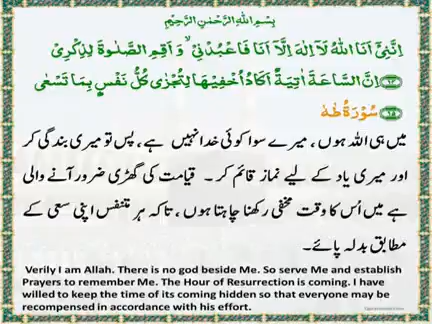 بِسْمِ اللهِ الرَّحْمٰنِ الرَّحِيْمِ
اِنَّنِيْۤ اَنَا اللّٰهُ لَاۤ اِلٰهَ اِلَّاۤ اَنَا فَاعْبُدْنِيْ ۙ وَ اَقِمِ الصَّلٰوةَ لِذِكْرِيْ
﴿۱۴﴾ اِنَّ السَّاعَةَ اٰتِيَةٌ اَكَادُ اُخْفِيْهَا لِتُجْزٰى كُلُّ نَفْسٍۭ بِمَا تَسْعٰى
﴿۱۵﴾ سُوْرَةُ طٰهٰ
میں ہی اللہ ہوں ، میرے سوا کوئی خدا نہیں ہے ، پس تو میری بندگی کر
اور میری یاد کے لیے نماز قائم کر ۔ قیامت کی گھڑی ضرور آنے والی
ہے میں اُس کا وقت مخفی رکھنا چاہتا ہوں ، تاکہ ہر متنفس اپنی سعی کے
مطابق بدلہ پائے ۔
Verily I am Allah. There is no god beside Me. So serve Me and establish
Prayers to remember Me. The Hour of Resurrection is coming. I have
willed to keep the time of its coming hidden so that everyone may be
recompensed in accordance with his effort.